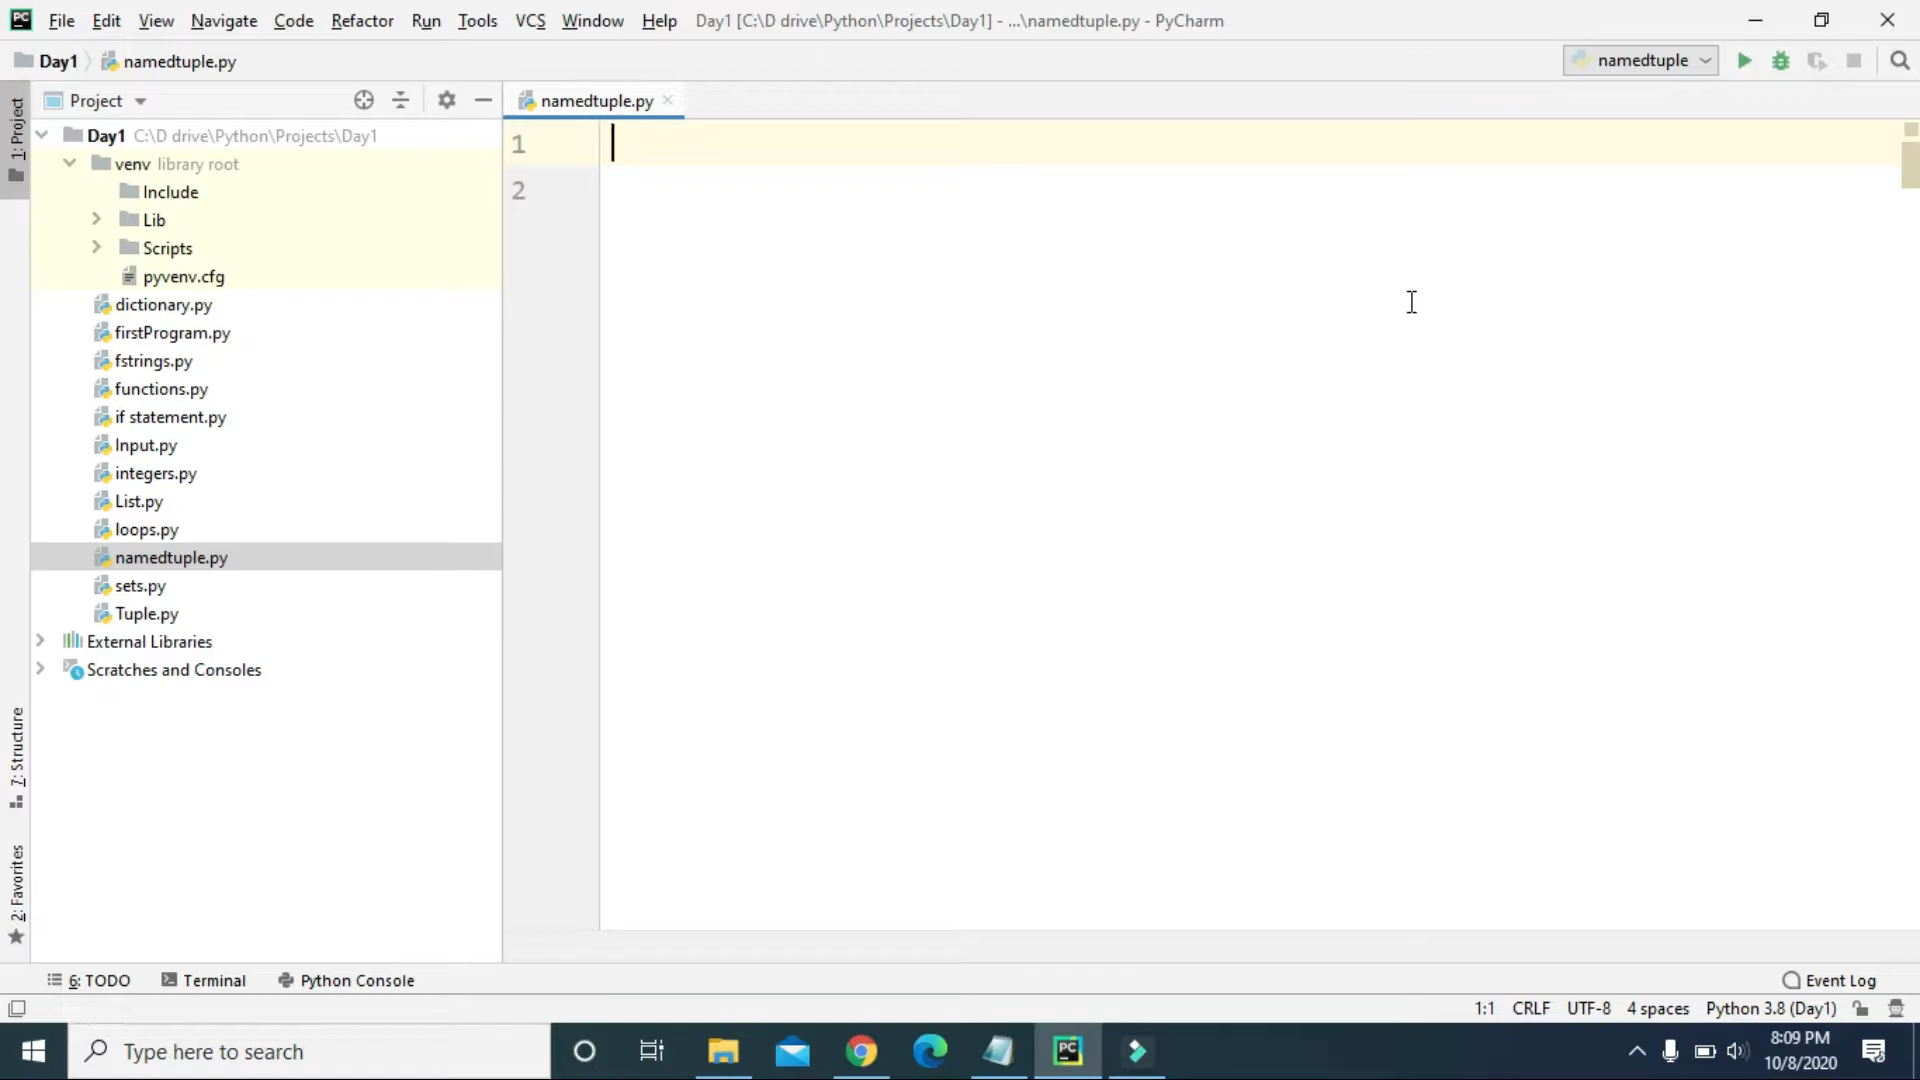 PC File Edit View Navigate Code Refactor Run Tools VCS Window Help Day1 [C:\D drive\Python\Projects\Day1] - ...\namedtuple.py - PyCharm
Day1 namedtuple.py namedtuple
1: Project
Project
namedtuple.py
Day1 C:\D drive\Python\Projects\Day1
1
venv library root
2
Include
Lib
Scripts
pyvenv.cfg
dictionary.py
firstProgram.py
fstrings.py
functions.py
if statement.py
Input.py
integers.py
List.py
loops.py
namedtuple.py
sets.py
Tuple.py
External Libraries
Scratches and Consoles
7: Structure
2: Favorites
6: TODO Terminal Python Console Event Log
1:1 CRLF UTF-8 4 spaces Python 3.8 (Day1)
Type here to search
PC
8:09 PM
10/8/2020